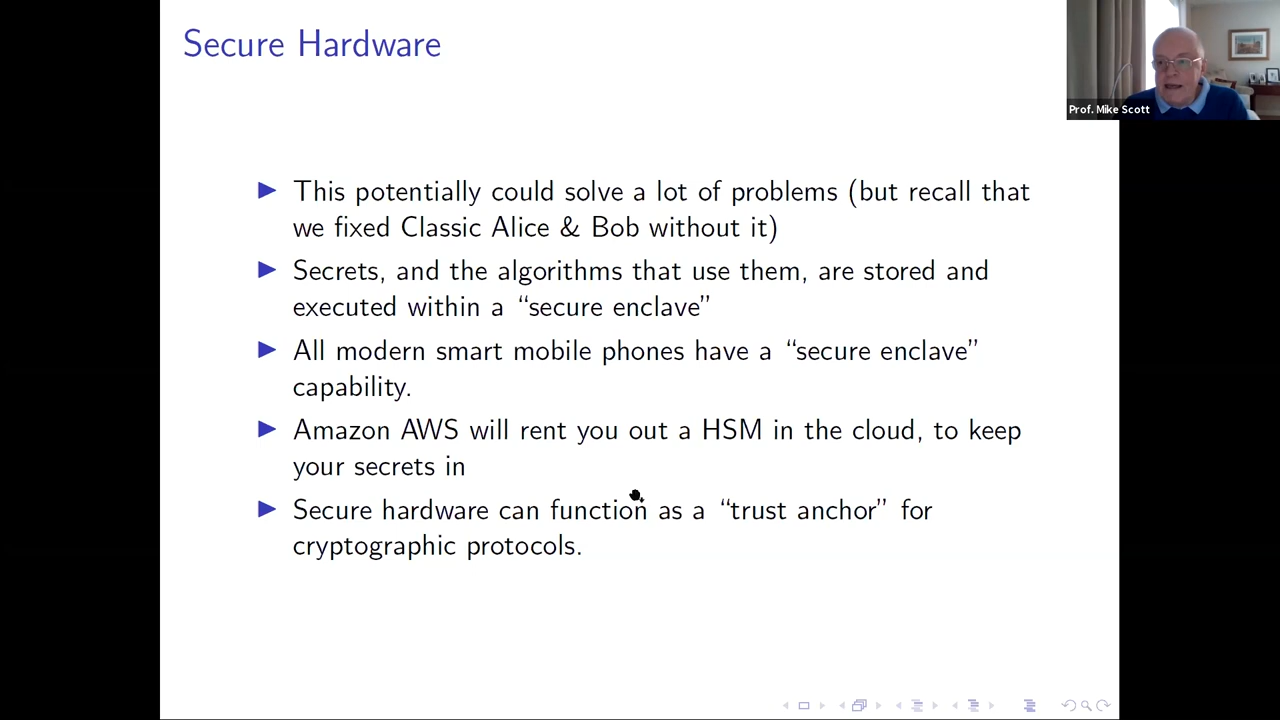 Secure Hardware
Prof. Mike Scott
This potentially could solve a lot of problems (but recall that
we fixed Classic Alice & Bob without it)
Secrets, and the algorithms that use them, are stored and
executed within a “secure enclave”
All modern smart mobile phones have a “secure enclave”
capability.
Amazon AWS will rent you out a HSM in the cloud, to keep
your secrets in
Secure hardware can function as a “trust anchor” for
cryptographic protocols.